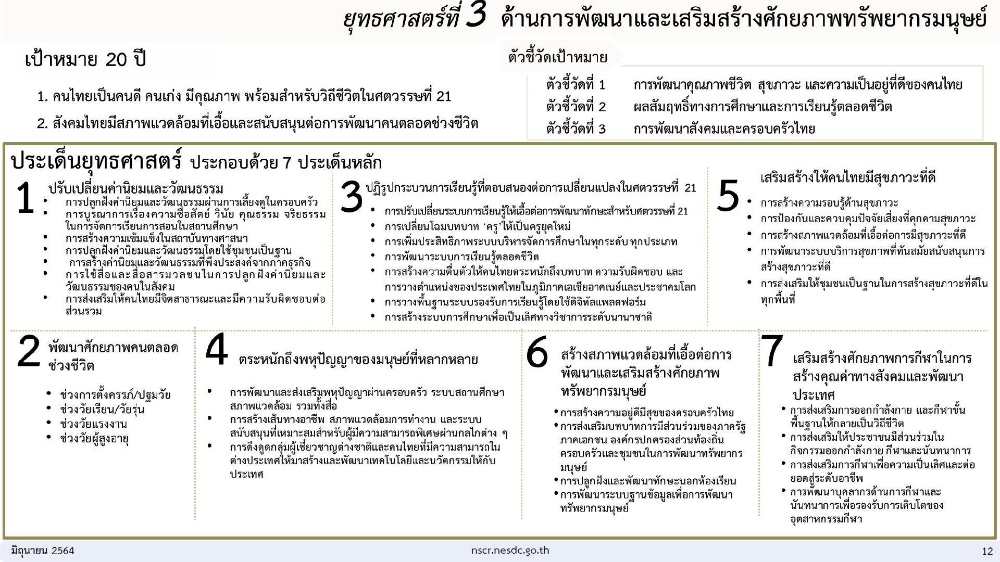 ยุทธศาสตร์ที่ 3 ด้านการพัฒนาและเสริมสร้างศักยภาพทรัพยากรมนุษย์
เป้าหมาย 20 ปี
1. คนไทยเป็นคนดี คนเก่ง มีคุณภาพ พร้อมสำหรับวิถีชีวิตในศตวรรษที่ 21
2. สังคมไทยมีสภาพแวดล้อมที่เอื้อและสนับสนุนต่อการพัฒนาคนตลอดช่วงชีวิต
ตัวชี้วัดเป้าหมาย
ตัวชี้วัดที่ 1 การพัฒนาคุณภาพชีวิต สุขภาวะ และความเป็นอยู่ที่ดีของคนไทย
ตัวชี้วัดที่ 2 ผลสัมฤทธิ์ทางการศึกษาและการเรียนรู้ตลอดชีวิต
ตัวชี้วัดที่ 3 การพัฒนาสังคมและครอบครัวไทย
ประเด็นยุทธศาสตร์ ประกอบด้วย 7 ประเด็นหลัก
1 ปรับเปลี่ยนค่านิยมและวัฒนธรรม
• การปลูกฝังค่านิยมและวัฒนธรรมผ่านการเลี้ยงดูในครอบครัว
• การบูรณาการเรื่องความซื่อสัตย์ วินัย คุณธรรม จริยธรรม
ในการจัดการเรียนการสอนในสถานศึกษา
• การสร้างความเข้มแข็งในสถาบันทางศาสนา
• การปลูกฝังค่านิยมและวัฒนธรรมโดยใช้ชุมชนเป็นฐาน
• การสร้างค่านิยมและวัฒนธรรมที่พึงประสงค์จากภาคธุรกิจ
• การใช้สื่อและสื่อสารมวลชนในการปลูกฝังค่านิยมและ
วัฒนธรรมของคนในสังคม
• การส่งเสริมให้คนไทยมีจิตสาธารณะและมีความรับผิดชอบต่อ
ส่วนรวม
3 ปฏิรูปกระบวนการเรียนรู้ที่ตอบสนองต่อการเปลี่ยนแปลงในศตวรรษที่ 21
• การปรับเปลี่ยนระบบการเรียนรู้ให้เอื้อต่อการพัฒนาทักษะสำหรับศตวรรษที่ 21
• การเปลี่ยนโฉมบทบาท ‘ครู’ ให้เป็นครูยุคใหม่
• การเพิ่มประสิทธิภาพระบบบริหารจัดการศึกษาในทุกระดับ ทุกประเภท
• การพัฒนาระบบการเรียนรู้ตลอดชีวิต
• การสร้างความตื่นตัวให้คนไทยตระหนักถึงบทบาท ความรับผิดชอบ และ
การวางตำแหน่งของประเทศไทยในภูมิภาคเอเชียอาคเนย์และประชาคมโลก
• การวางพื้นฐานระบบรองรับการเรียนรู้โดยใช้ดิจิทัลแพลตฟอร์ม
• การสร้างระบบการศึกษาเพื่อเป็นเลิศทางวิชาการระดับนานาชาติ
5 เสริมสร้างให้คนไทยมีสุขภาวะที่ดี
• การสร้างความรอบรู้ด้านสุขภาวะ
• การป้องกันและควบคุมปัจจัยเสี่ยงที่คุกคามสุขภาวะ
• การสร้างสภาพแวดล้อมที่เอื้อต่อการมีสุขภาวะที่ดี
• การพัฒนาระบบบริการสุขภาพที่ทันสมัยสนับสนุนการ
สร้างสุขภาวะที่ดี
• การส่งเสริมให้ชุมชนเป็นฐานในการสร้างสุขภาวะที่ดีใน
ทุกพื้นที่
2 พัฒนาศักยภาพคนตลอด
ช่วงชีวิต
• ช่วงการตั้งครรภ์/ปฐมวัย
• ช่วงวัยเรียน/วัยรุ่น
• ช่วงวัยแรงงาน
• ช่วงวัยผู้สูงอายุ
4 ตระหนักถึงพหุปัญญาของมนุษย์ที่หลากหลาย
• การพัฒนาและส่งเสริมพหุปัญญาผ่านครอบครัว ระบบสถานศึกษา
สภาพแวดล้อม รวมทั้งสื่อ
• การสร้างเส้นทางอาชีพ สภาพแวดล้อมการทำงาน และระบบ
สนับสนุนที่เหมาะสมสำหรับผู้มีความสามารถพิเศษผ่านกลไกต่าง ๆ
• การดึงดูดกลุ่มผู้เชี่ยวชาญต่างชาติและคนไทยที่มีความสามารถใน
ต่างประเทศให้มาสร้างและพัฒนาเทคโนโลยีและนวัตกรรมให้กับ
ประเทศ
6 สร้างสภาพแวดล้อมที่เอื้อต่อการ
พัฒนาและเสริมสร้างศักยภาพ
ทรัพยากรมนุษย์
• การสร้างความอยู่ดีมีสุขของครอบครัวไทย
• การส่งเสริมบทบาทการมีส่วนร่วมของภาครัฐ
ภาคเอกชน องค์กรปกครองส่วนท้องถิ่น
ครอบครัวและชุมชนในการพัฒนาทรัพยากร
มนุษย์
• การปลูกฝังและพัฒนาทักษะนอกห้องเรียน
• การพัฒนาระบบฐานข้อมูลเพื่อการพัฒนา
ทรัพยากรมนุษย์
7 เสริมสร้างศักยภาพการกีฬาในการ
สร้างคุณค่าทางสังคมและพัฒนา
ประเทศ
• การส่งเสริมการออกกำลังกาย และกีฬาขั้น
พื้นฐานให้กลายเป็นวิถีชีวิต
• การส่งเสริมให้ประชาชนมีส่วนร่วมใน
กิจกรรมออกกำลังกาย กีฬาและนันทนาการ
• การส่งเสริมการกีฬาเพื่อความเป็นเลิศและต่อ
ยอดสู่ระดับอาชีพ
• การพัฒนาบุคลากรด้านการกีฬาและ
นันทนาการเพื่อรองรับการเติบโตของ
อุตสาหกรรมกีฬา
มิถุนายน 2564
nscr.nesdc.go.th
12